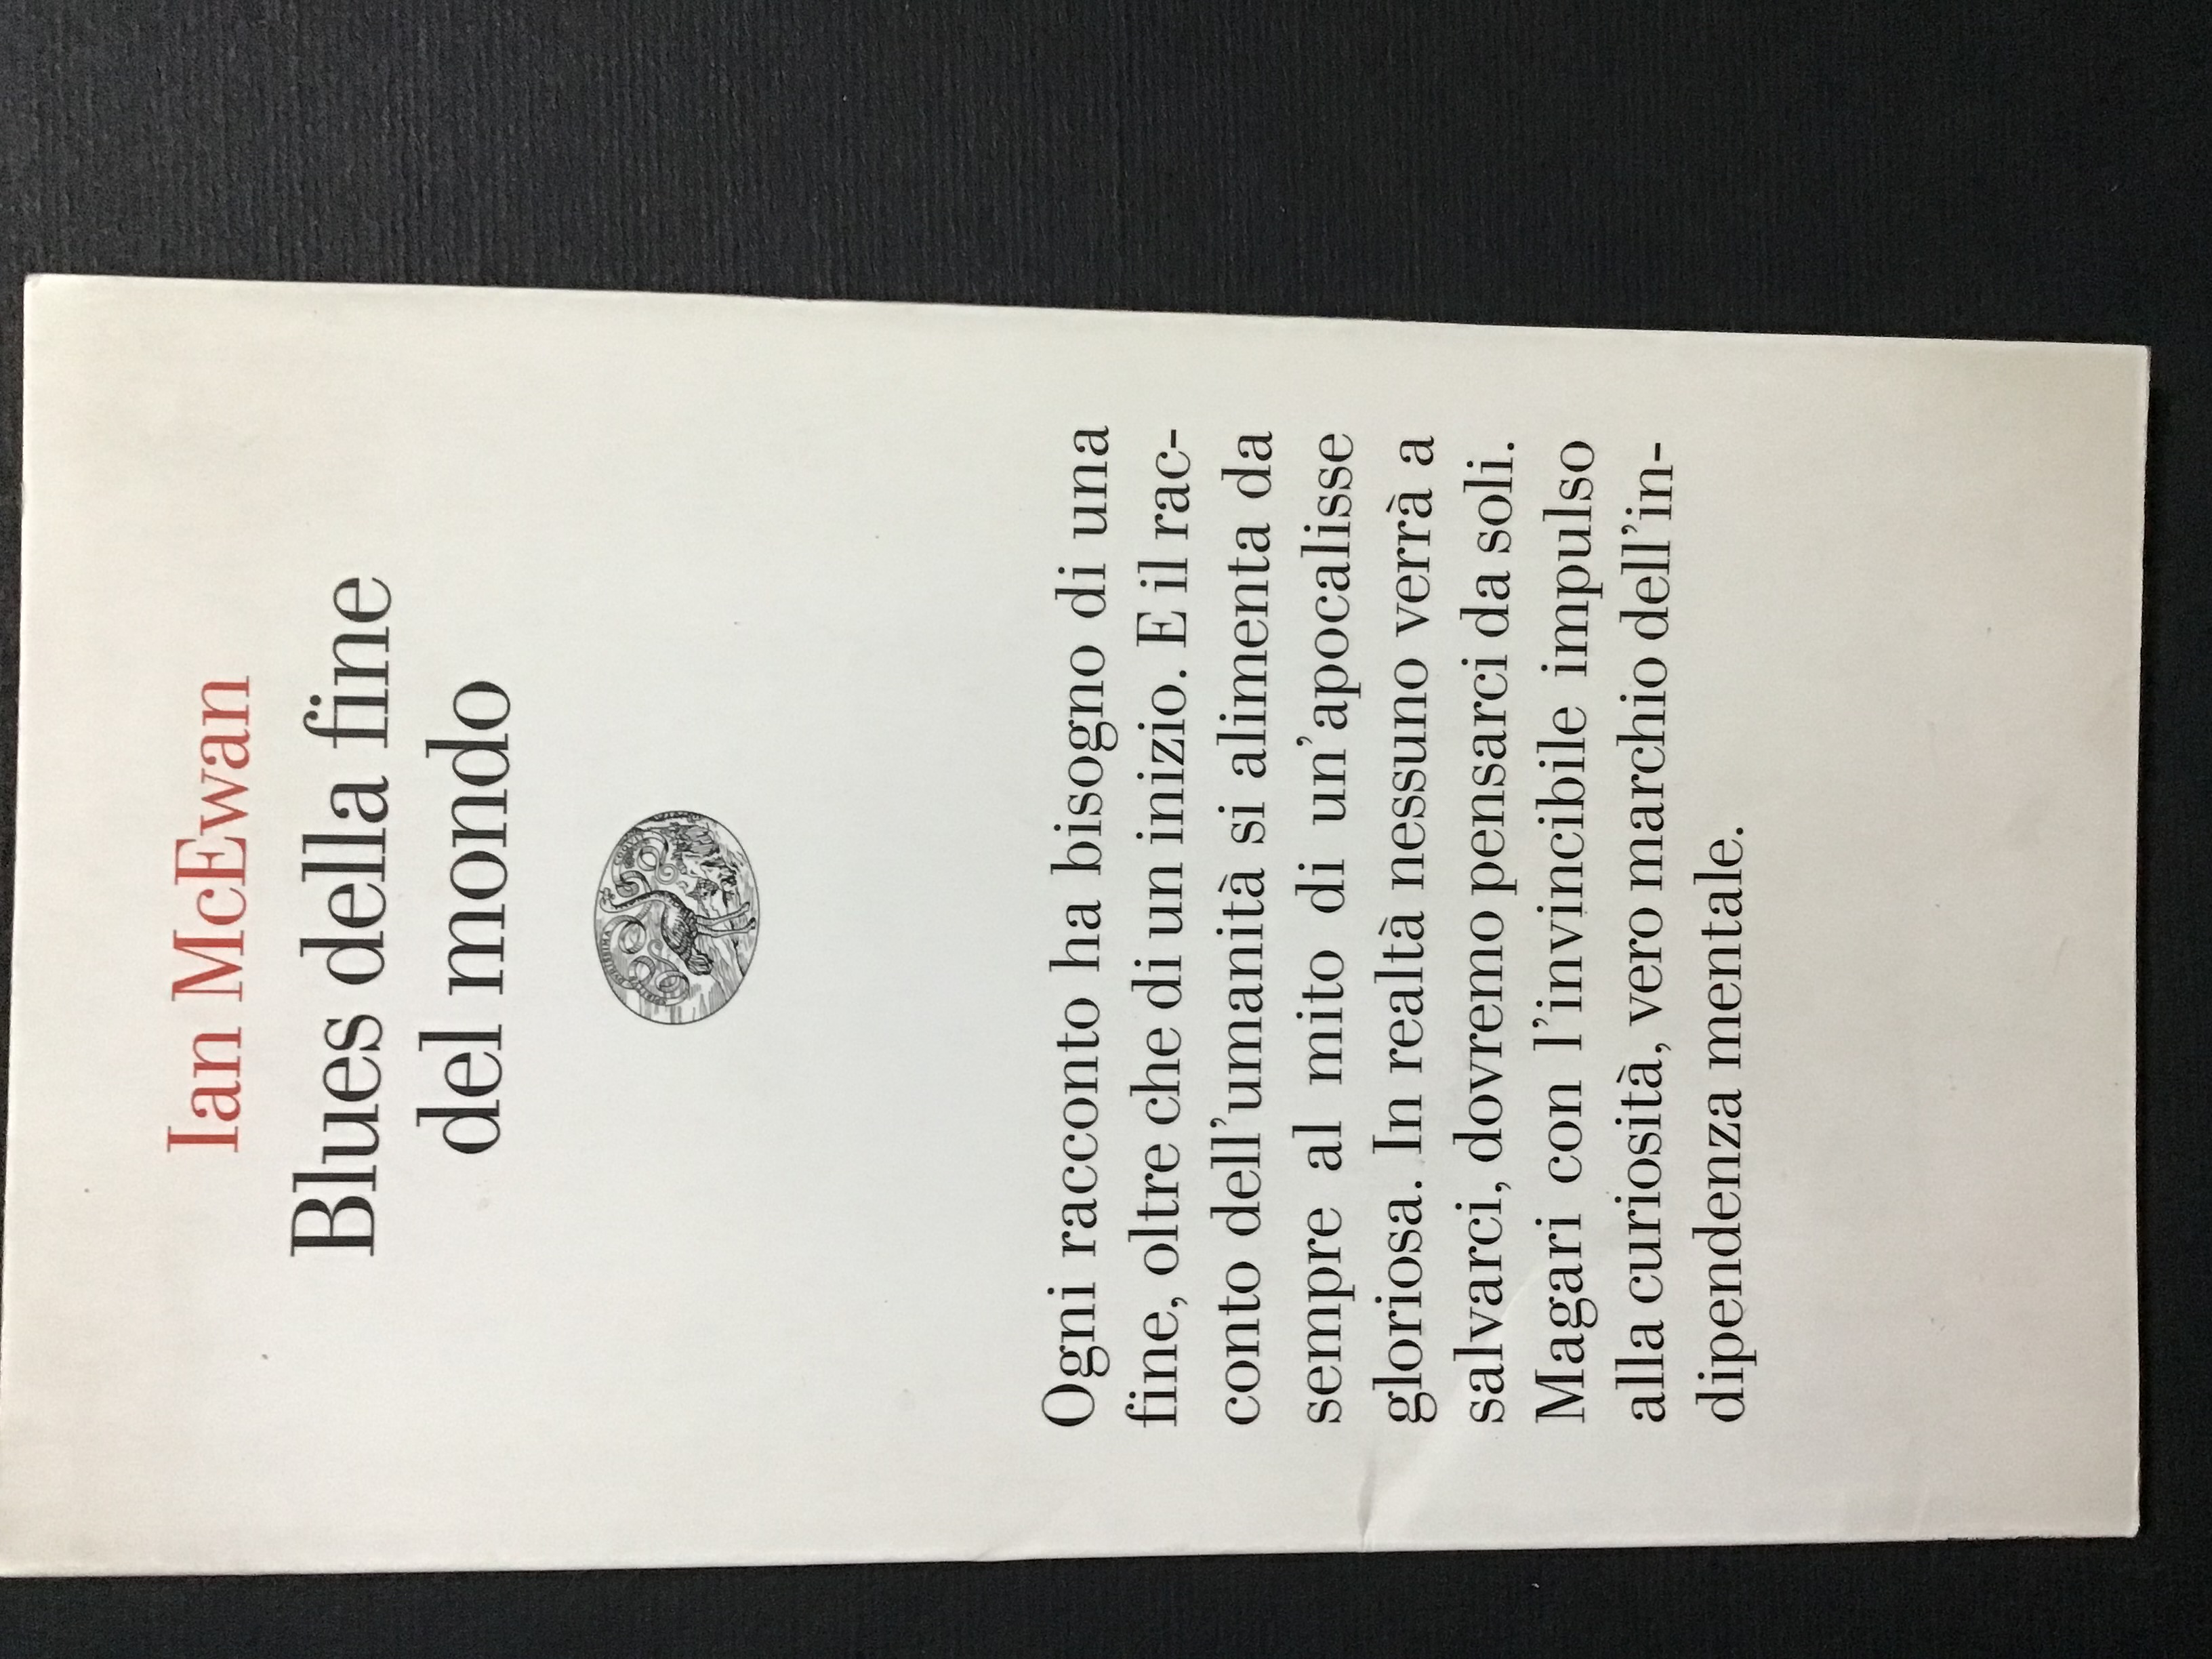 Ian McEwan
Blues della fine
del mondo
Ogni racconto ha bisogno di una
fine, oltre che di un inizio. E il rac-
conto dell'umanità si alimenta da
sempre al mito di un'apocalisse
gloriosa. In realtà nessuno verrà a
salvarci, dovremo pensarci da soli.
Magari con l'invincibile impulso
alla curiosità, vero marchio dell'in-
dipendenza mentale.